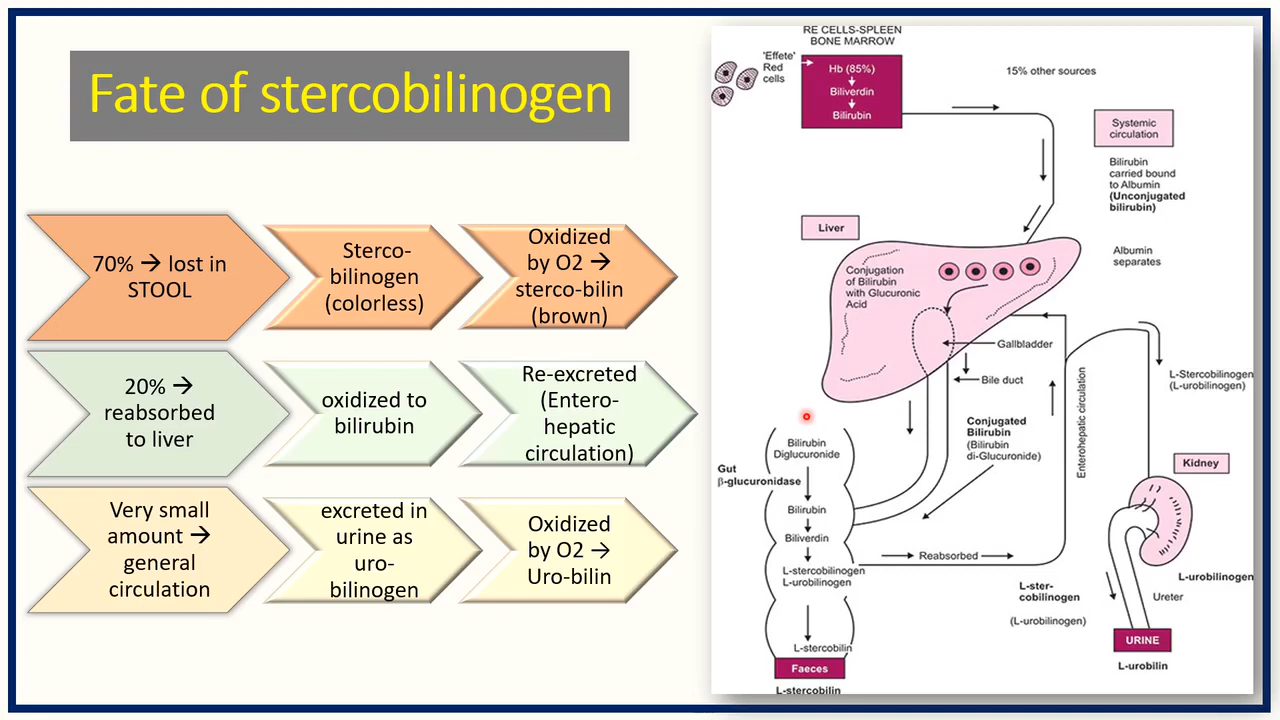 Fate of stercobilinogen
70% → lost in
STOOL
Sterco-
bilinogen
(colorless)
Oxidized
by O2 →
sterco-bilin
(brown)
20% →
reabsorbed
to liver
oxidized to
bilirubin
Re-excreted
(Entero-
hepatic
circulation)
Very small
amount →
general
circulation
excreted in
urine as
uro-
bilinogen
Oxidized
by O2 →
Uro-bilin
RE CELLS-SPLEEN
BONE MARROW
'Effete'
Red
cells
Hb (85%)
Biliverdin
Bilirubin
15% other sources
Systemic
circulation
Bilirubin
carried bound
to Albumin
(Unconjugated
bilirubin)
Liver
Albumin
separates
Conjugation
of Bilirubin
with Glucuronic
Acid
Gallbladder
Bile duct
L-Stercobilinogen
(L-urobilinogen)
Enterohepatic circulation
Conjugated
Bilirubin
(Bilirubin
di-Glucuronide)
Kidney
Bilirubin
Diglucuronide
Gut
β-glucuronidase
Bilirubin
Biliverdin
L-stercobilinogen
L-urobilinogen
Reabsorbed
L-ster-
cobilinogen
(L-urobilinogen)
L-urobilinogen
Ureter
L-stercobilin
Faeces
L-stercobilin
URINE
L-urobilin